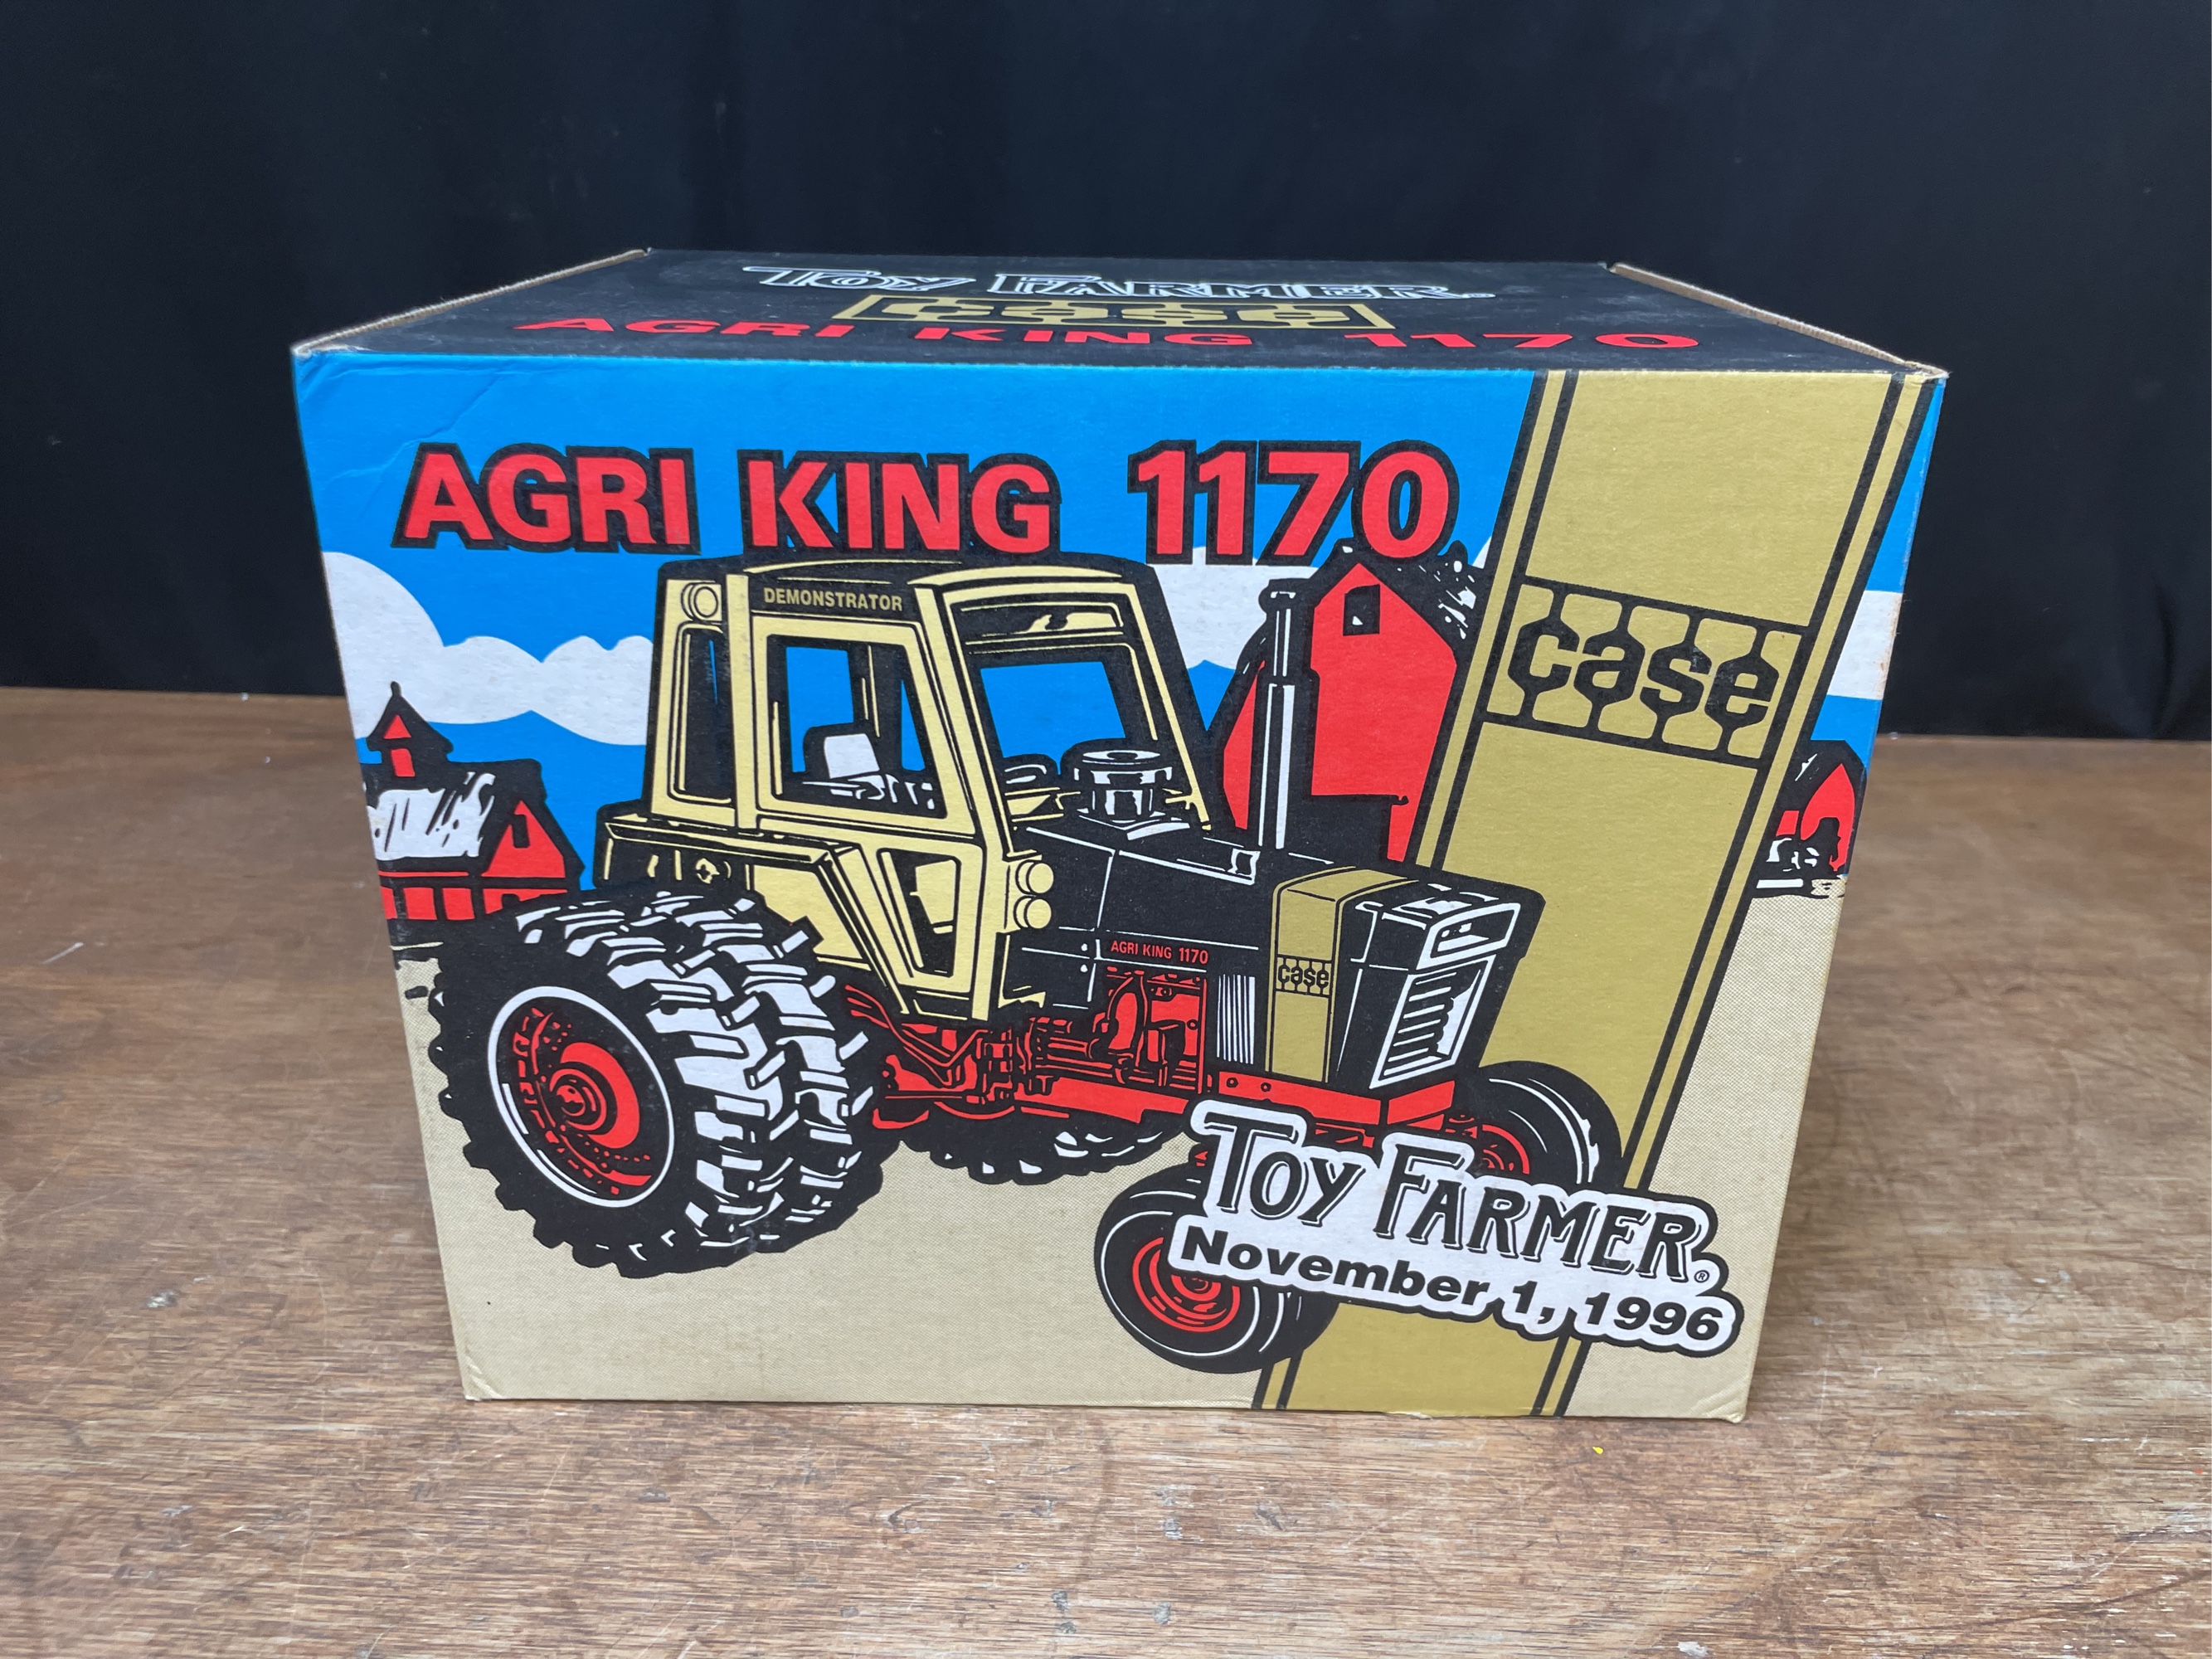 TOY FARMER
case
AGRI KING 1170
AGRI KING 1170
DEMONSTRATOR
case
AGRI KING 1170
case
TOY FARMER®
November 1, 1996